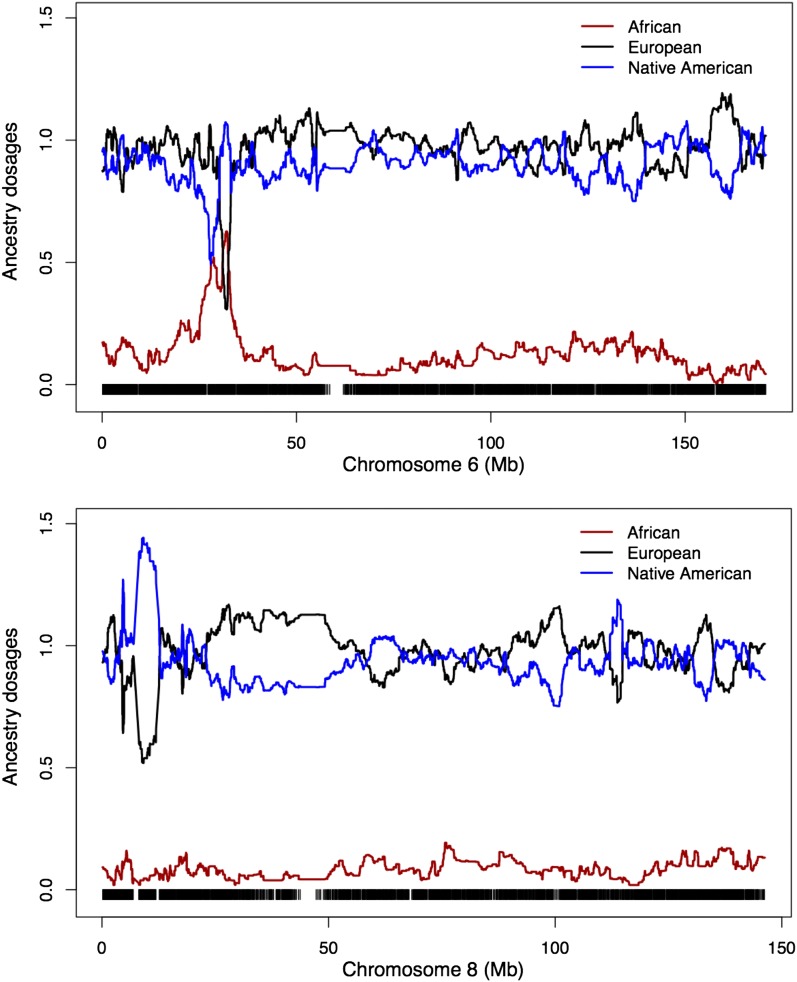 1.5
1.0
0.5
0.0
Ancestry dosages
African
European
Native American
0 50 100 150
Chromosome 6 (Mb)
1.5
1.0
0.5
0.0
Ancestry dosages
African
European
Native American
0 50 100 150
Chromosome 8 (Mb)